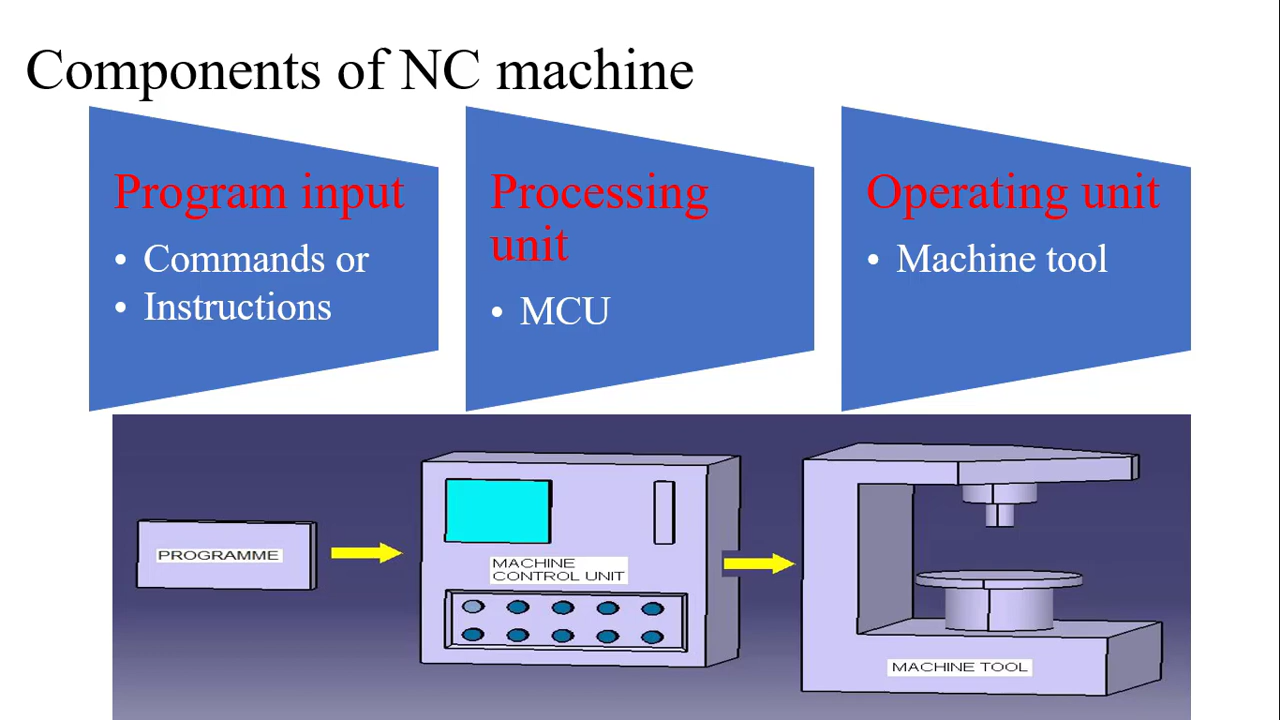 Components of NC machine
Program input
• Commands or
• Instructions
Processing
unit
• MCU
Operating unit
• Machine tool
PROGRAMME
MACHINE
CONTROL UNIT
MACHINE TOOL